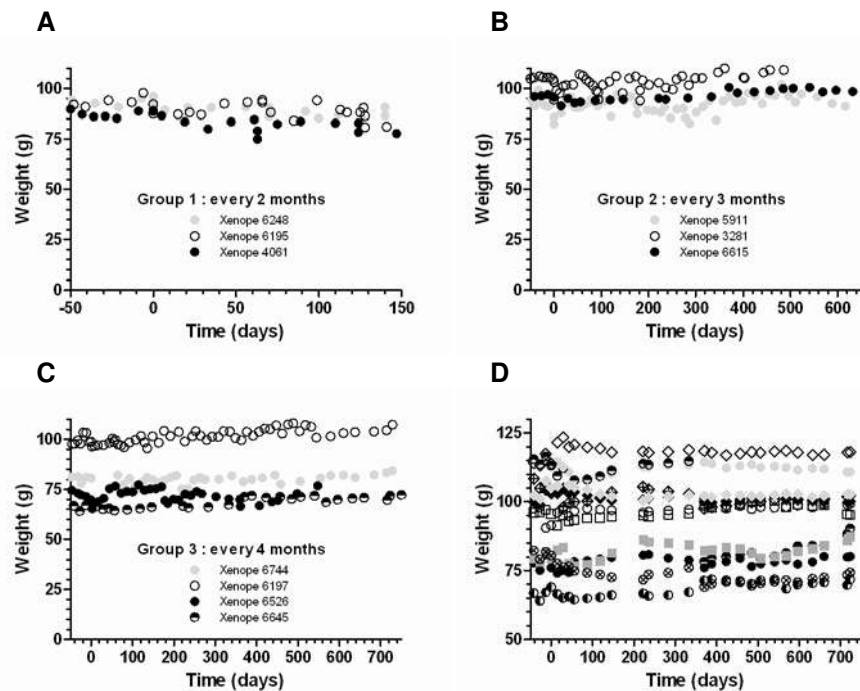 A
B
Weight (g)
100
75
50
25
0
Group 1 : every 2 months
Xenope 6248
Xenope 6195
Xenope 4061
-50
0
50
100
150
Time (days)
Weight (g)
100
75
50
25
0
Group 2 : every 3 months
Xenope 5911
Xenope 3281
Xenope 6615
0
100
200
300
400
500
600
Time (days)
C
D
Weight (g)
100
75
50
25
0
Group 3 : every 4 months
Xenope 6744
Xenope 6197
Xenope 6526
Xenope 6645
0
100
200
300
400
500
600
700
Time (days)
Weight (g)
125
100
75
50
0
100
200
300
400
500
600
700
Time (days)